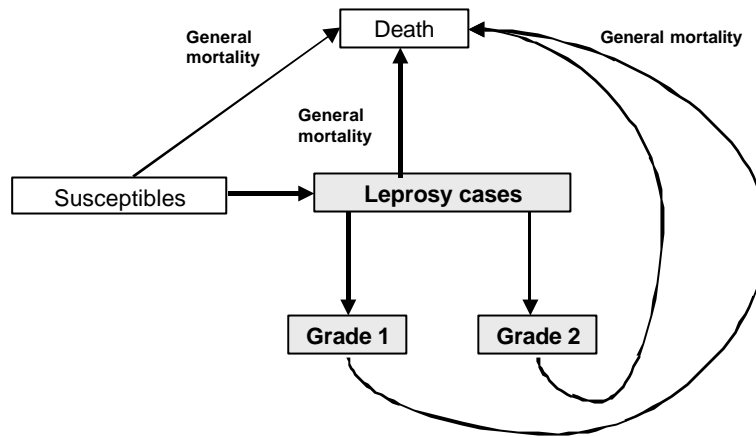 Death
General
mortality
General mortality
General
mortality
Susceptibles
Leprosy cases
Grade 1
Grade 2